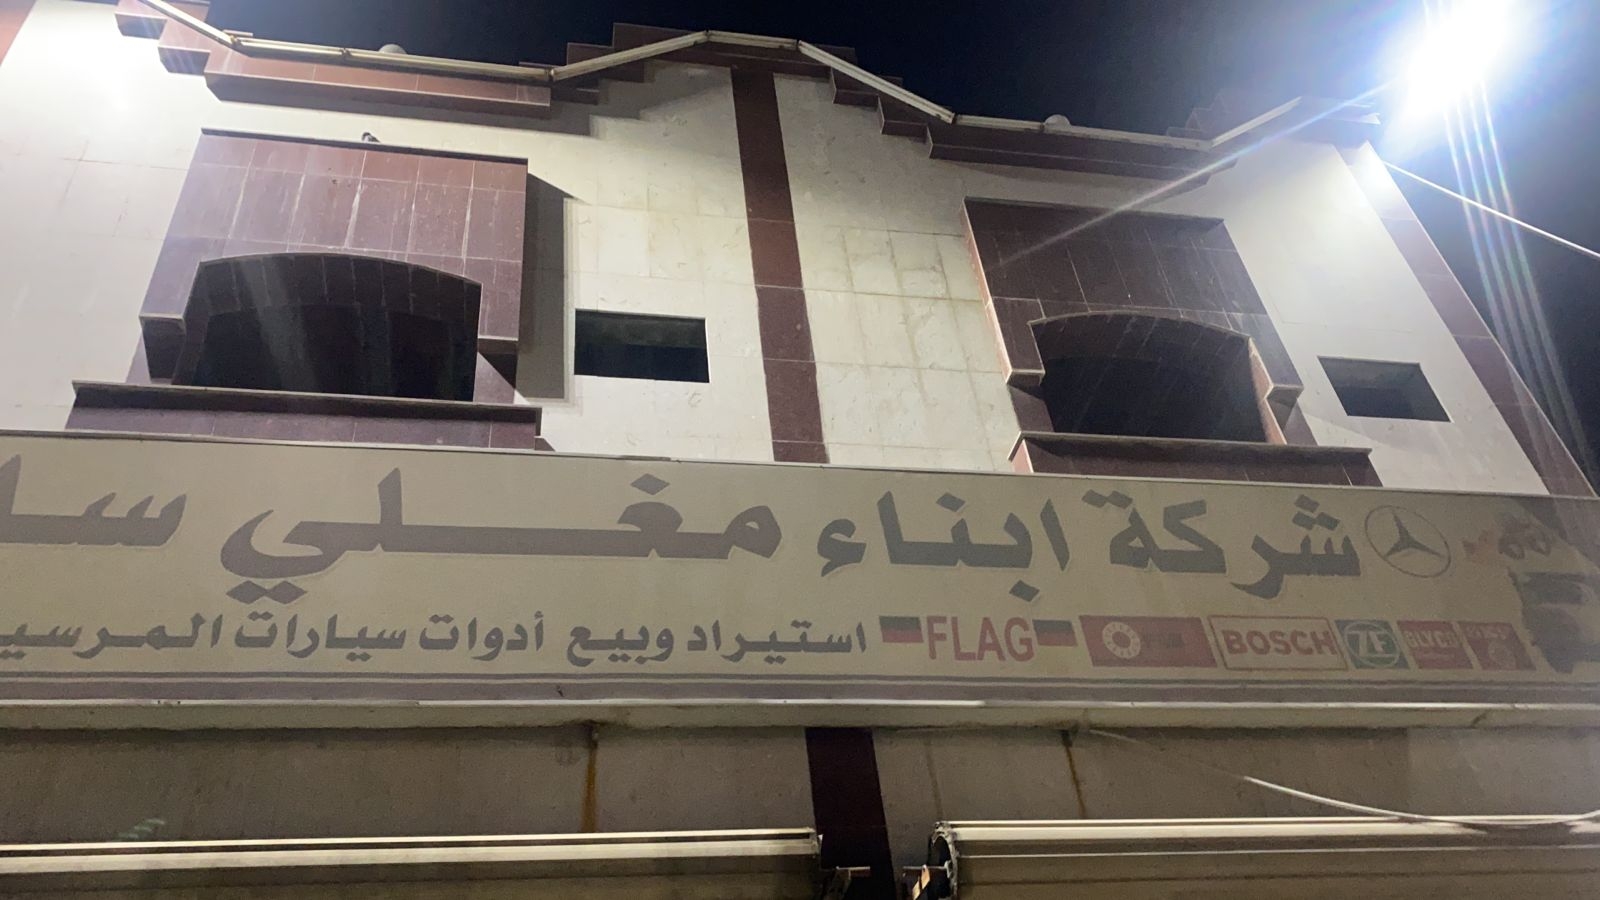 شركة ابناء مغلي
استيراد وبيع أدوات سيارات
FLAG
BOSCH
ZF